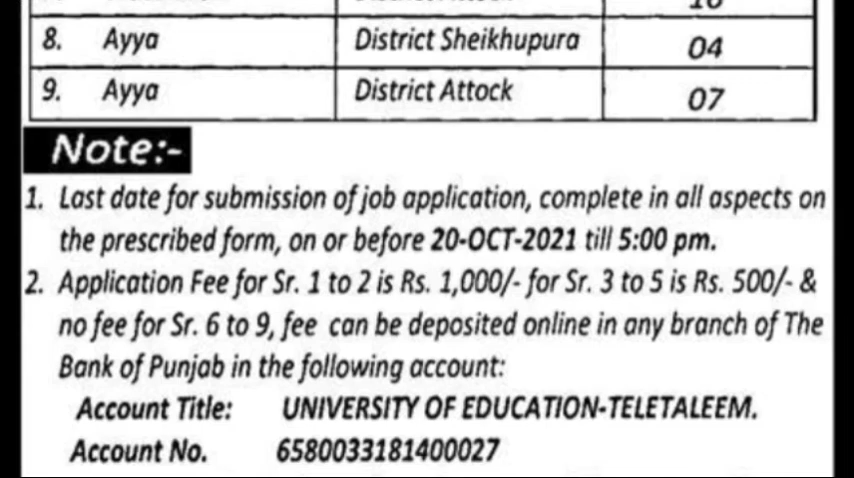 8. Ayya District Sheikhupura 04
9. Ayya District Attock 07
Note:-
1. Last date for submission of job application, complete in all aspects on
the prescribed form, on or before 20-OCT-2021 till 5:00 pm.
2. Application Fee for Sr. 1 to 2 is Rs. 1,000/- for Sr. 3 to 5 is Rs. 500/- &
no fee for Sr. 6 to 9, fee can be deposited online in any branch of The
Bank of Punjab in the following account:
Account Title: UNIVERSITY OF EDUCATION-TELETALEEM.
Account No. 6580033181400027